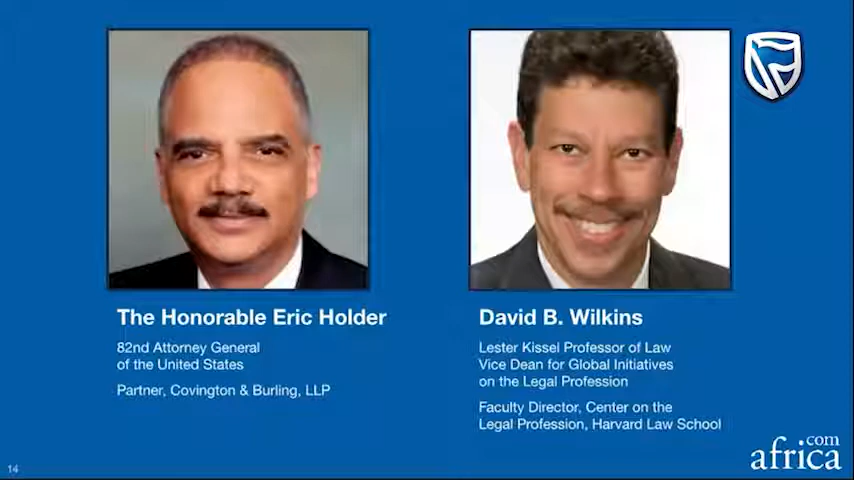 The Honorable Eric Holder
82nd Attorney General
of the United States
Partner, Covington & Burling, LLP
David B. Wilkins
Lester Kissel Professor of Law
Vice Dean for Global Initiatives
on the Legal Profession
Faculty Director, Center on the
Legal Profession, Harvard Law School
14
com
africa